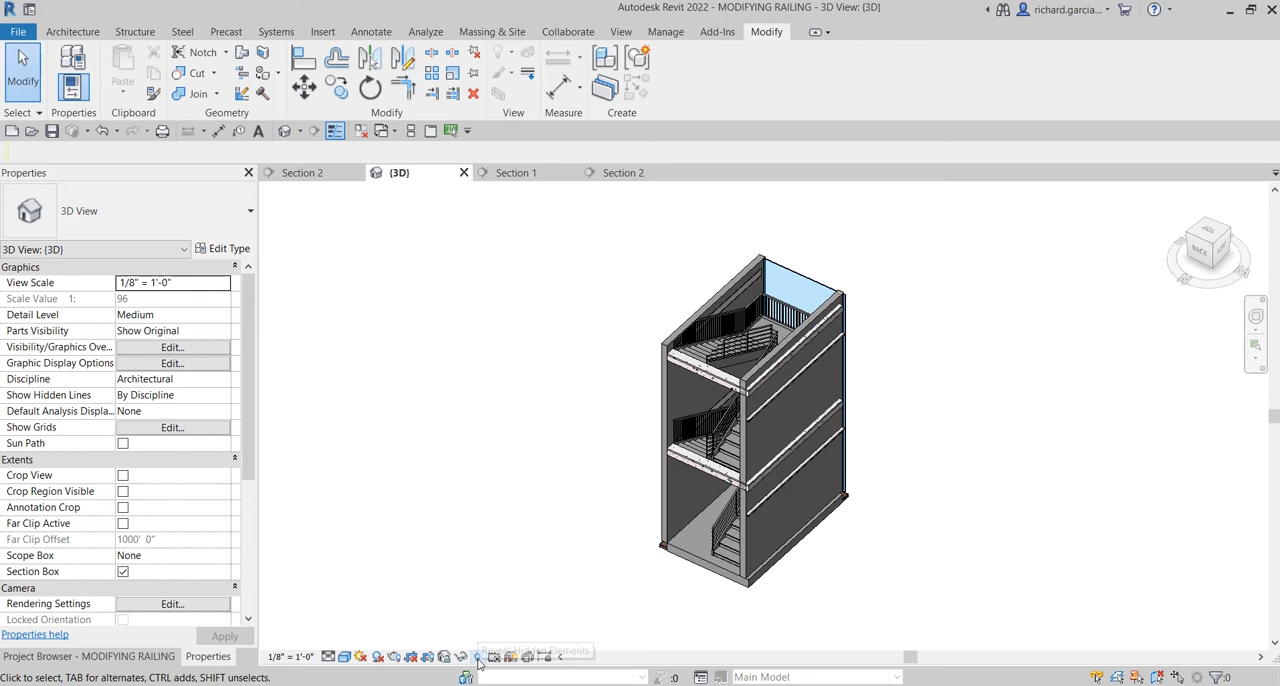 Autodesk Revit 2022 - MODIFYING RAILING - 3D View: {3D}
richard.garcia...
File Architecture Structure Steel Precast Systems Insert Annotate Analyze Massing & Site Collaborate View Manage Add-Ins Modify
Modify
Paste
Notch
Cut
Join
Select Properties Clipboard Geometry Modify View Measure Create
Properties
Section 2
{3D}
Section 1
Section 2
3D View
3D View: {3D}
Edit Type
Graphics
View Scale 1/8" = 1'-0"
Scale Value 1: 96
Detail Level Medium
Parts Visibility Show Original
Visibility/Graphics Ove... Edit...
Graphic Display Options Edit...
Discipline Architectural
Show Hidden Lines By Discipline
Default Analysis Displa... None
Show Grids Edit...
Sun Path
Extents
Crop View
Crop Region Visible
Annotation Crop
Far Clip Active
Far Clip Offset 1000' 0"
Scope Box None
Section Box
Camera
Rendering Settings Edit...
Locked Orientation
Properties help
Apply
Project Browser - MODIFYING RAILING
Properties
TOP
BACK
1/8" = 1'-0"
Reveal Hidden Elements
Click to select, TAB for alternates, CTRL adds, SHIFT unselects.
:0
Main Model
:0